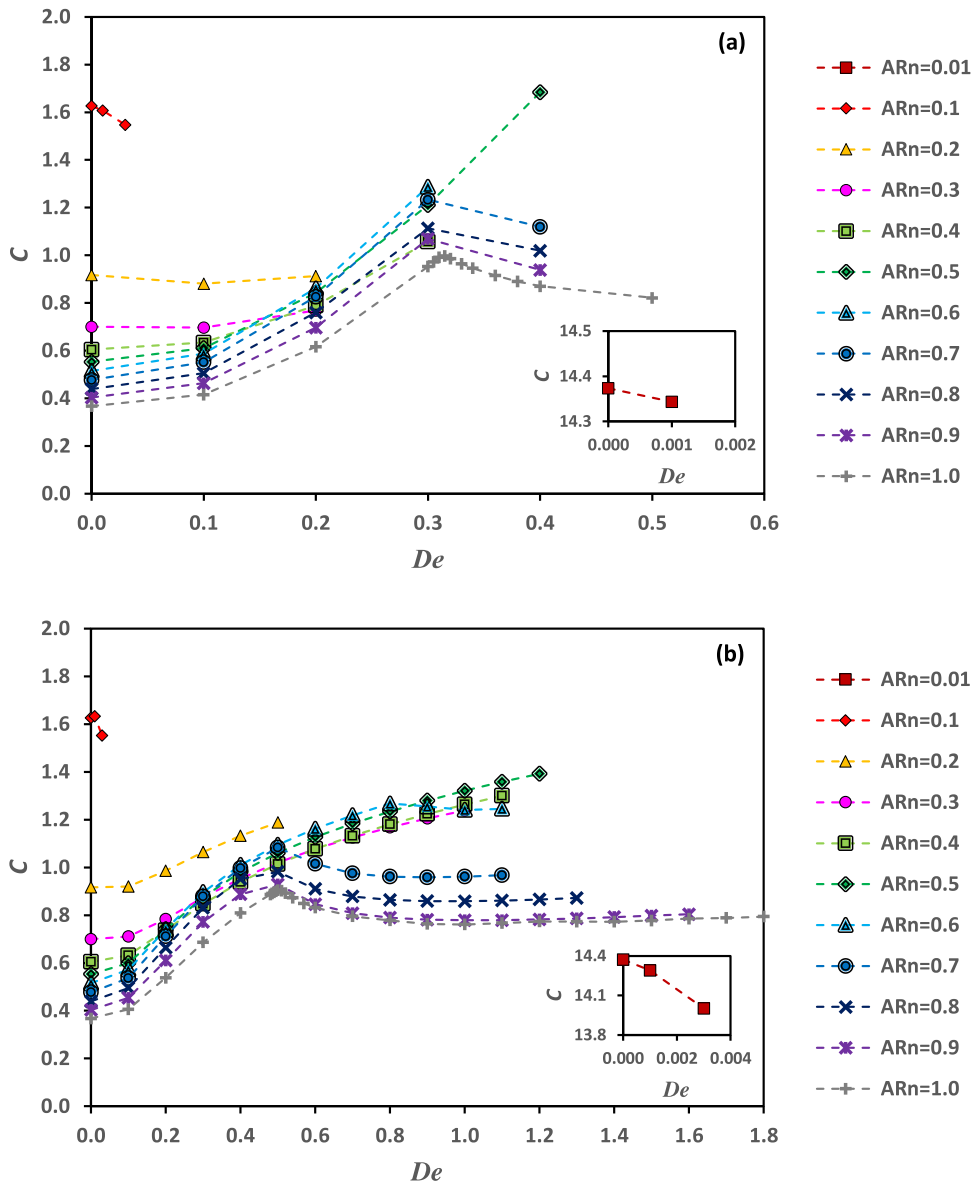 2.0
(a)
1.8
1.6
1.4
1.2
1.0
0.8
0.6
0.4
0.2
0.0
C
0.0 0.1 0.2 0.3 0.4 0.5 0.6
De
14.5
14.4
14.3
C
0.000 0.001 0.002
De
ARn=0.01
ARn=0.1
ARn=0.2
ARn=0.3
ARn=0.4
ARn=0.5
ARn=0.6
ARn=0.7
ARn=0.8
ARn=0.9
ARn=1.0
2.0
(b)
1.8
1.6
1.4
1.2
1.0
0.8
0.6
0.4
0.2
0.0
C
0.0 0.2 0.4 0.6 0.8 1.0 1.2 1.4 1.6 1.8
De
14.4
14.1
13.8
C
0.000 0.002 0.004
De
ARn=0.01
ARn=0.1
ARn=0.2
ARn=0.3
ARn=0.4
ARn=0.5
ARn=0.6
ARn=0.7
ARn=0.8
ARn=0.9
ARn=1.0